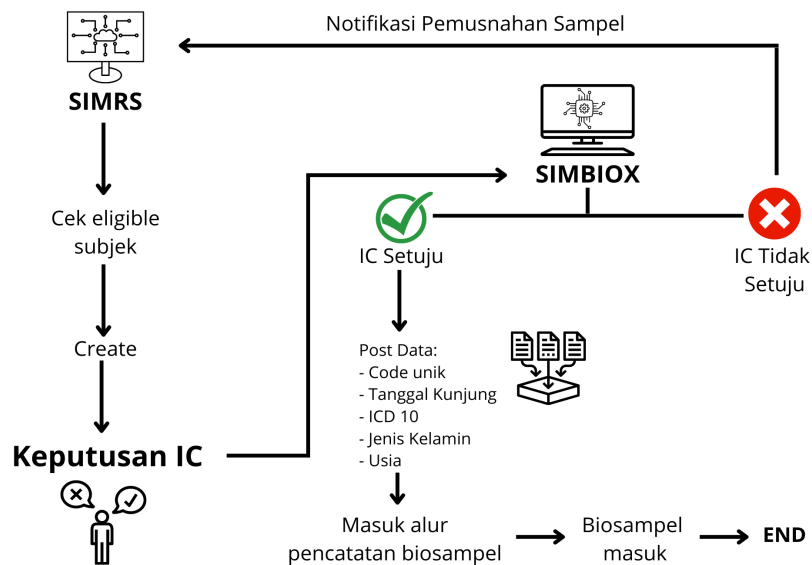 Notifikasi Pemusnahan Sampel
SIMRS
SIMBIOX
Cek eligible
subjek
IC Setuju
IC Tidak
Setuju
Create
Post Data:
- Code unik
- Tanggal Kunjung
- ICD 10
- Jenis Kelamin
- Usia
Keputusan IC
Masuk alur
pencatatan biosampel
Biosampel
masuk
END